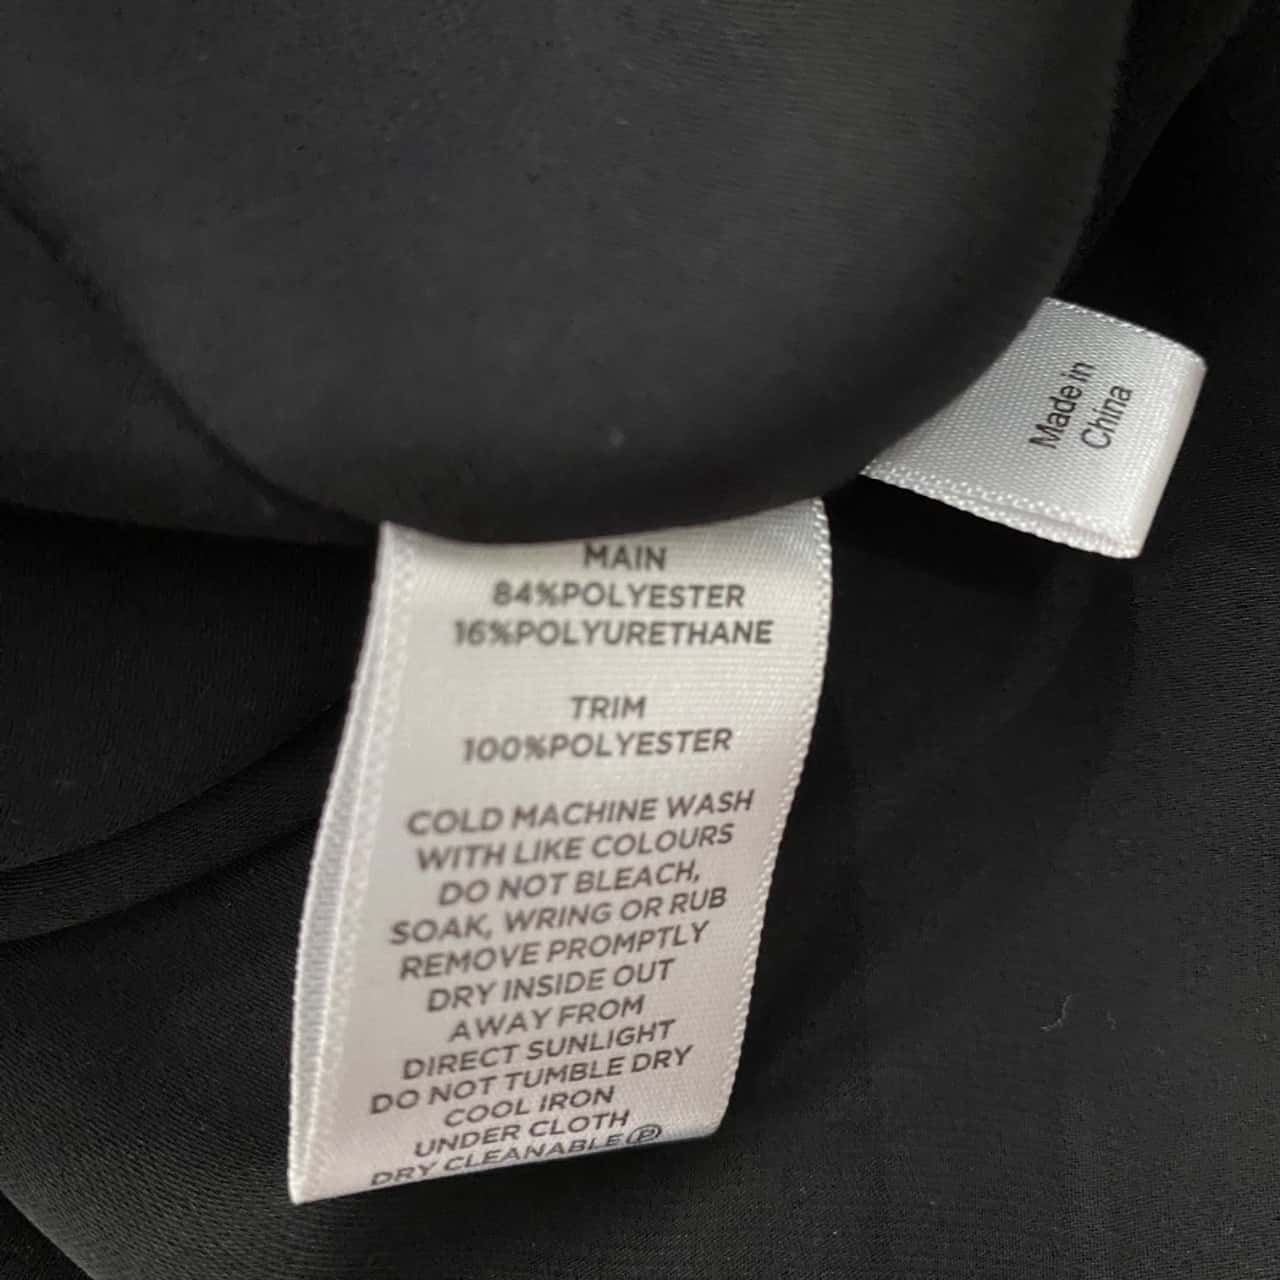 Made in
China
MAIN
84%POLYESTER
16%POLYURETHANE
TRIM
100%POLYESTER
COLD MACHINE WASH
WITH LIKE COLOURS
DO NOT BLEACH,
SOAK, WRING OR RUB
REMOVE PROMPTLY
DRY INSIDE OUT
AWAY FROM
DIRECT SUNLIGHT
DO NOT TUMBLE DRY
COOL IRON
UNDER CLOTH
DRY CLEANABLE Ⓟ